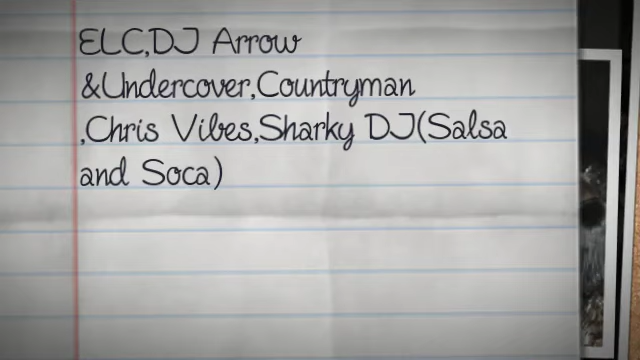 ELC,DJ Arrow
&Undercover,Countryman
,Chris Vibes,Sharky DJ(Salsa
and Soca)